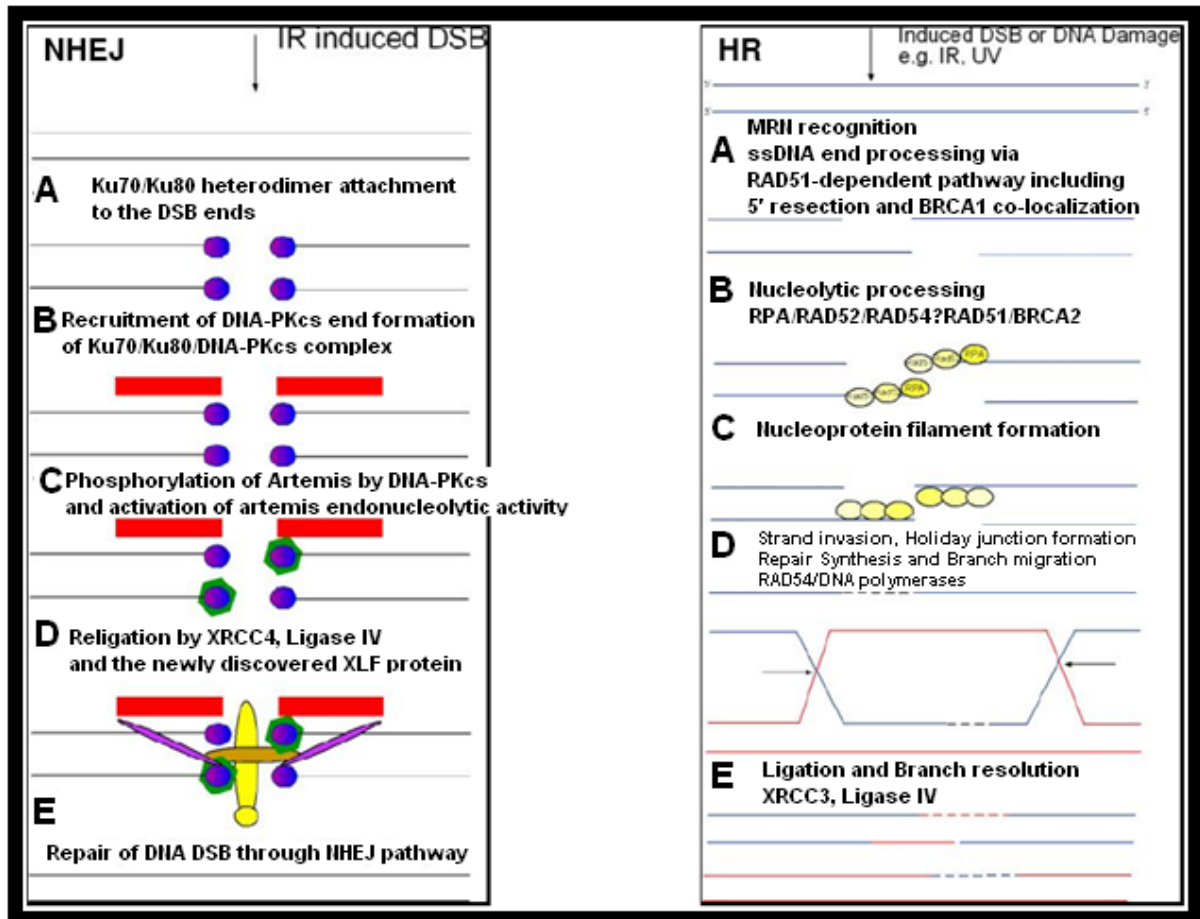 NHEJ
IR induced DSB
A
Ku70/Ku80 heterodimer attachment
to the DSB ends
B
Recruitment of DNA-PKcs end formation
of Ku70/Ku80/DNA-PKcs complex
C
Phosphorylation of Artemis by DNA-PKcs
and activation of artemis endonucleolytic activity
D
Religation by XRCC4, Ligase IV
and the newly discovered XLF protein
E
Repair of DNA DSB through NHEJ pathway
HR
Induced DSB or DNA Damage
e.g. IR, UV
5' 3'
3' 5'
A
MRN recognition
ssDNA end processing via
RAD51-dependent pathway including
5' resection and BRCA1 co-localization
B
Nucleolytic processing
RPA/RAD52/RAD54?RAD51/BRCA2
RPA
RPA
C
Nucleoprotein filament formation
D
Strand invasion, Holiday junction formation
Repair Synthesis and Branch migration
RAD54/DNA polymerases
E
Ligation and Branch resolution
XRCC3, Ligase IV